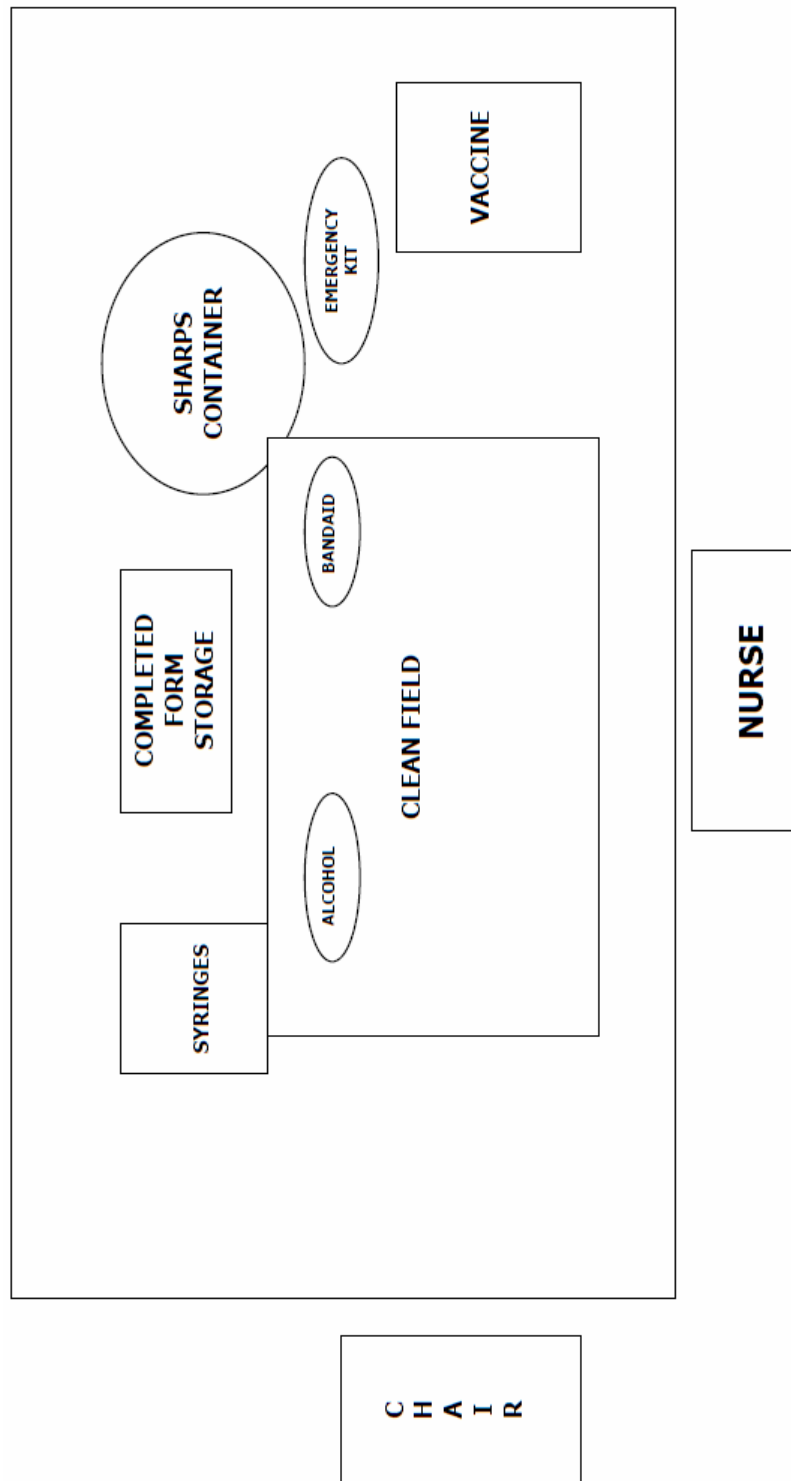 SYRINGES
COMPLETED
FORM
STORAGE
SHARPS
CONTAINER
ALCOHOL
BANDAID
EMERGENCY
KIT
CLEAN FIELD
VACCINE
C
H
A
I
R
NURSE